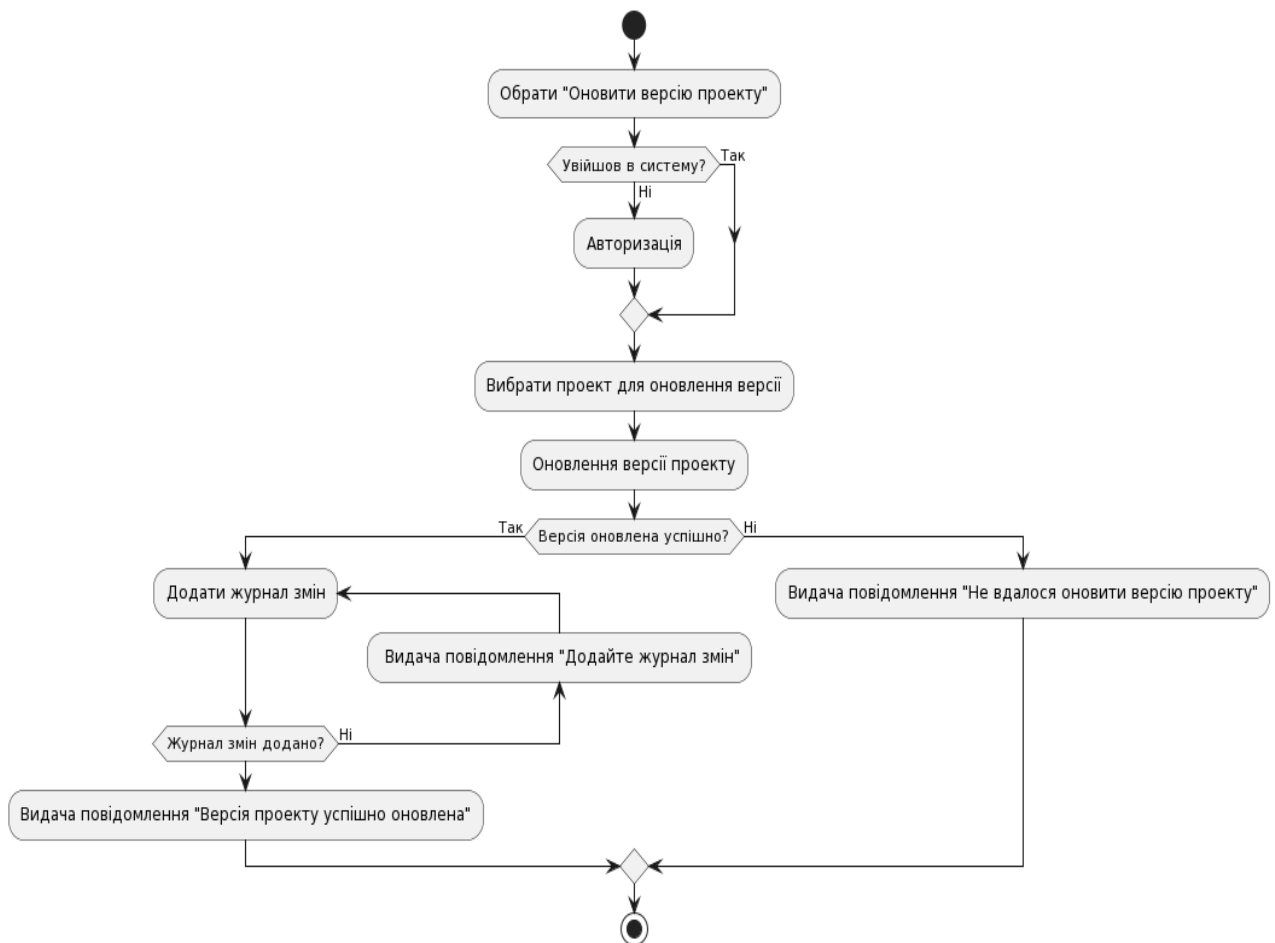 Обрати "Оновити версію проекту"
Увійшов в систему?
Так
Ні
Авторизація
Вибрати проект для оновлення версії
Оновлення версії проекту
Так
Версія оновлена успішно?
Ні
Додати журнал змін
Видача повідомлення "Не вдалося оновити версію проекту"
Видача повідомлення "Додайте журнал змін"
Журнал змін додано?
Ні
Видача повідомлення "Версія проекту успішно оновлена"